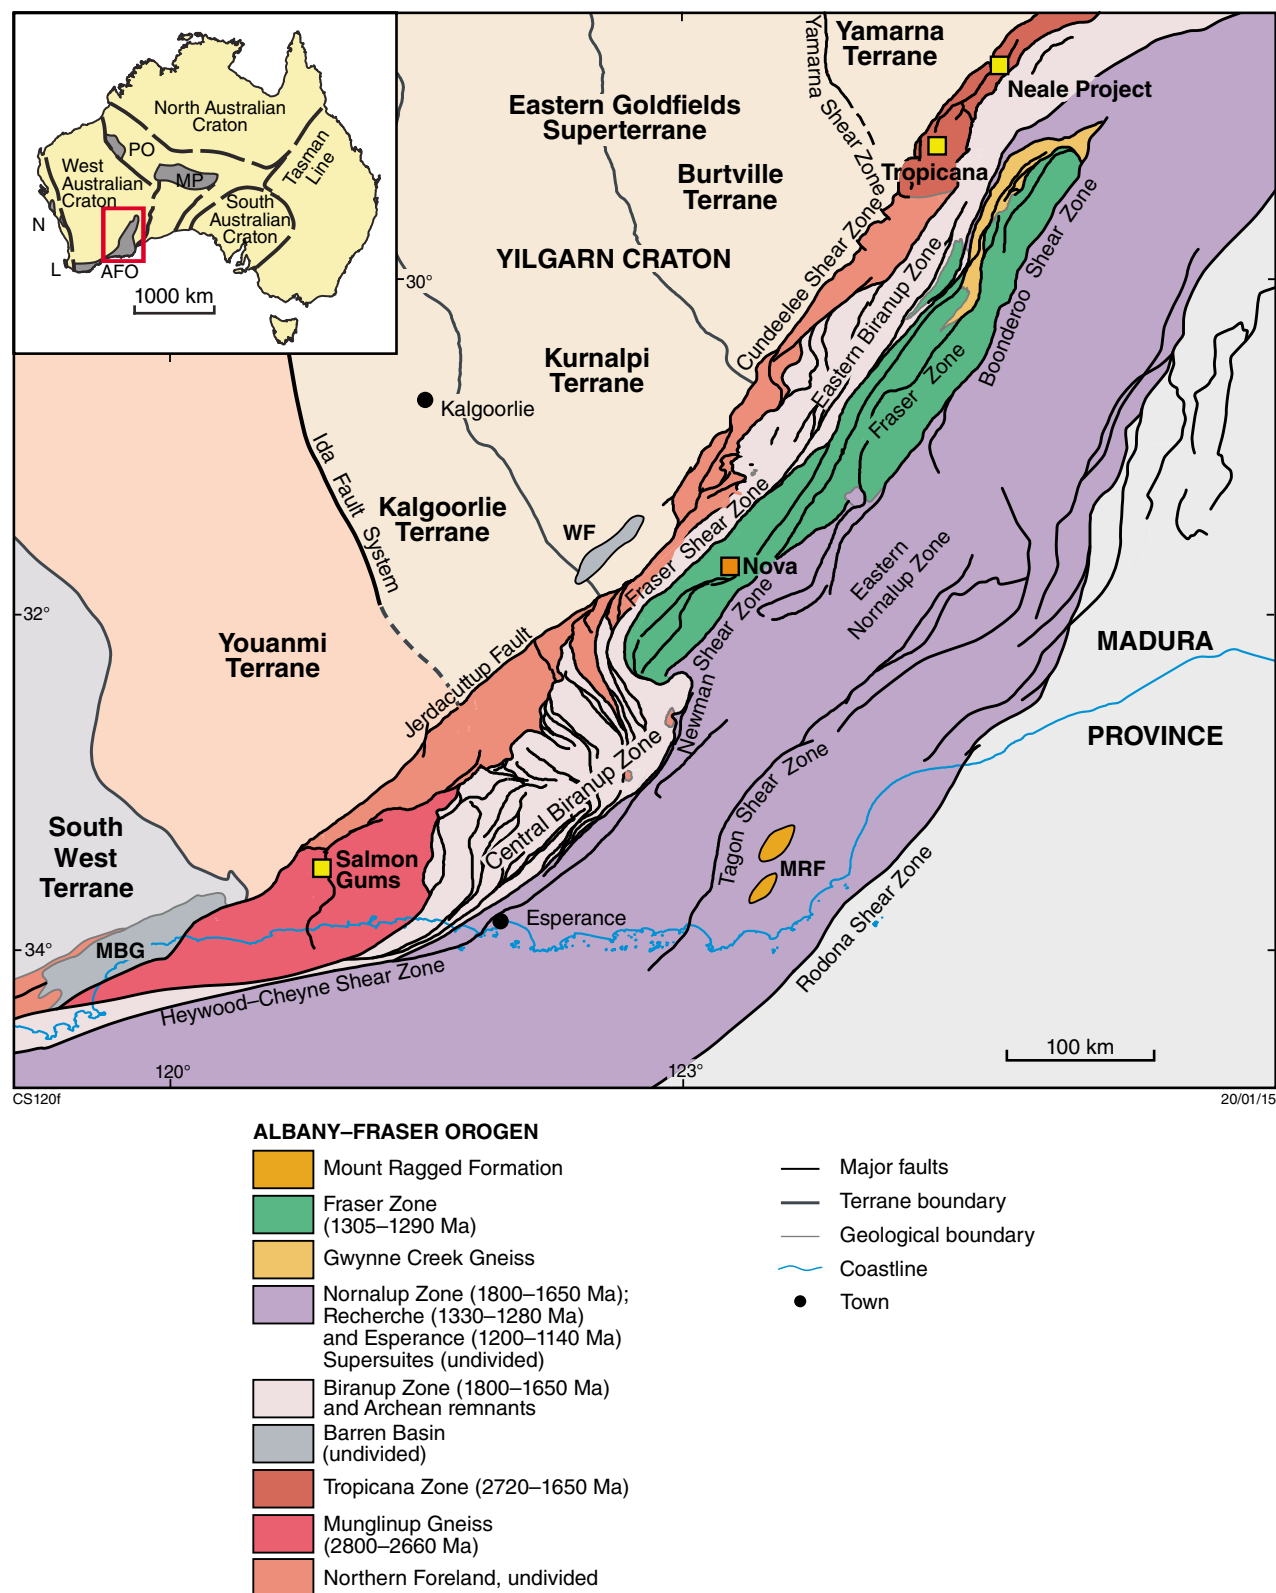 North Australian
Craton
PO
West
Australian
Craton
MP
Tasman
Line
South
Australian
Craton
N
L
AFO
1000 km
Yamarna
Terrane
Yamarna Shear Zone
Neale Project
Eastern Goldfields
Superterrane
Tropicana
Burtville
Terrane
YILGARN CRATON
30°
Cundeelee Shear Zone
Eastern Biranup Zone
Boonderoo Shear Zone
Kurnalpi
Terrane
Fraser Zone
Kalgoorlie
Ida Fault System
Kalgoorlie
Terrane
WF
Fraser Shear Zone
Nova
Eastern
Nornalup Zone
32°
Youanmi
Terrane
Jerdacuttup Fault
Newman Shear Zone
MADURA
PROVINCE
Central Biranup Zone
Tagon Shear Zone
South
West
Terrane
Salmon
Gums
MRF
Esperance
Rodona Shear Zone
MBG
34°
Heywood–Cheyne Shear Zone
100 km
120°
123°
CS120f
20/01/15
ALBANY–FRASER OROGEN
Mount Ragged Formation
Fraser Zone
(1305–1290 Ma)
Gwynne Creek Gneiss
Nornalup Zone (1800–1650 Ma);
Recherche (1330–1280 Ma)
and Esperance (1200–1140 Ma)
Supersuites (undivided)
Biranup Zone (1800–1650 Ma)
and Archean remnants
Barren Basin
(undivided)
Tropicana Zone (2720–1650 Ma)
Munglinup Gneiss
(2800–2660 Ma)
Northern Foreland, undivided
Major faults
Terrane boundary
Geological boundary
Coastline
Town